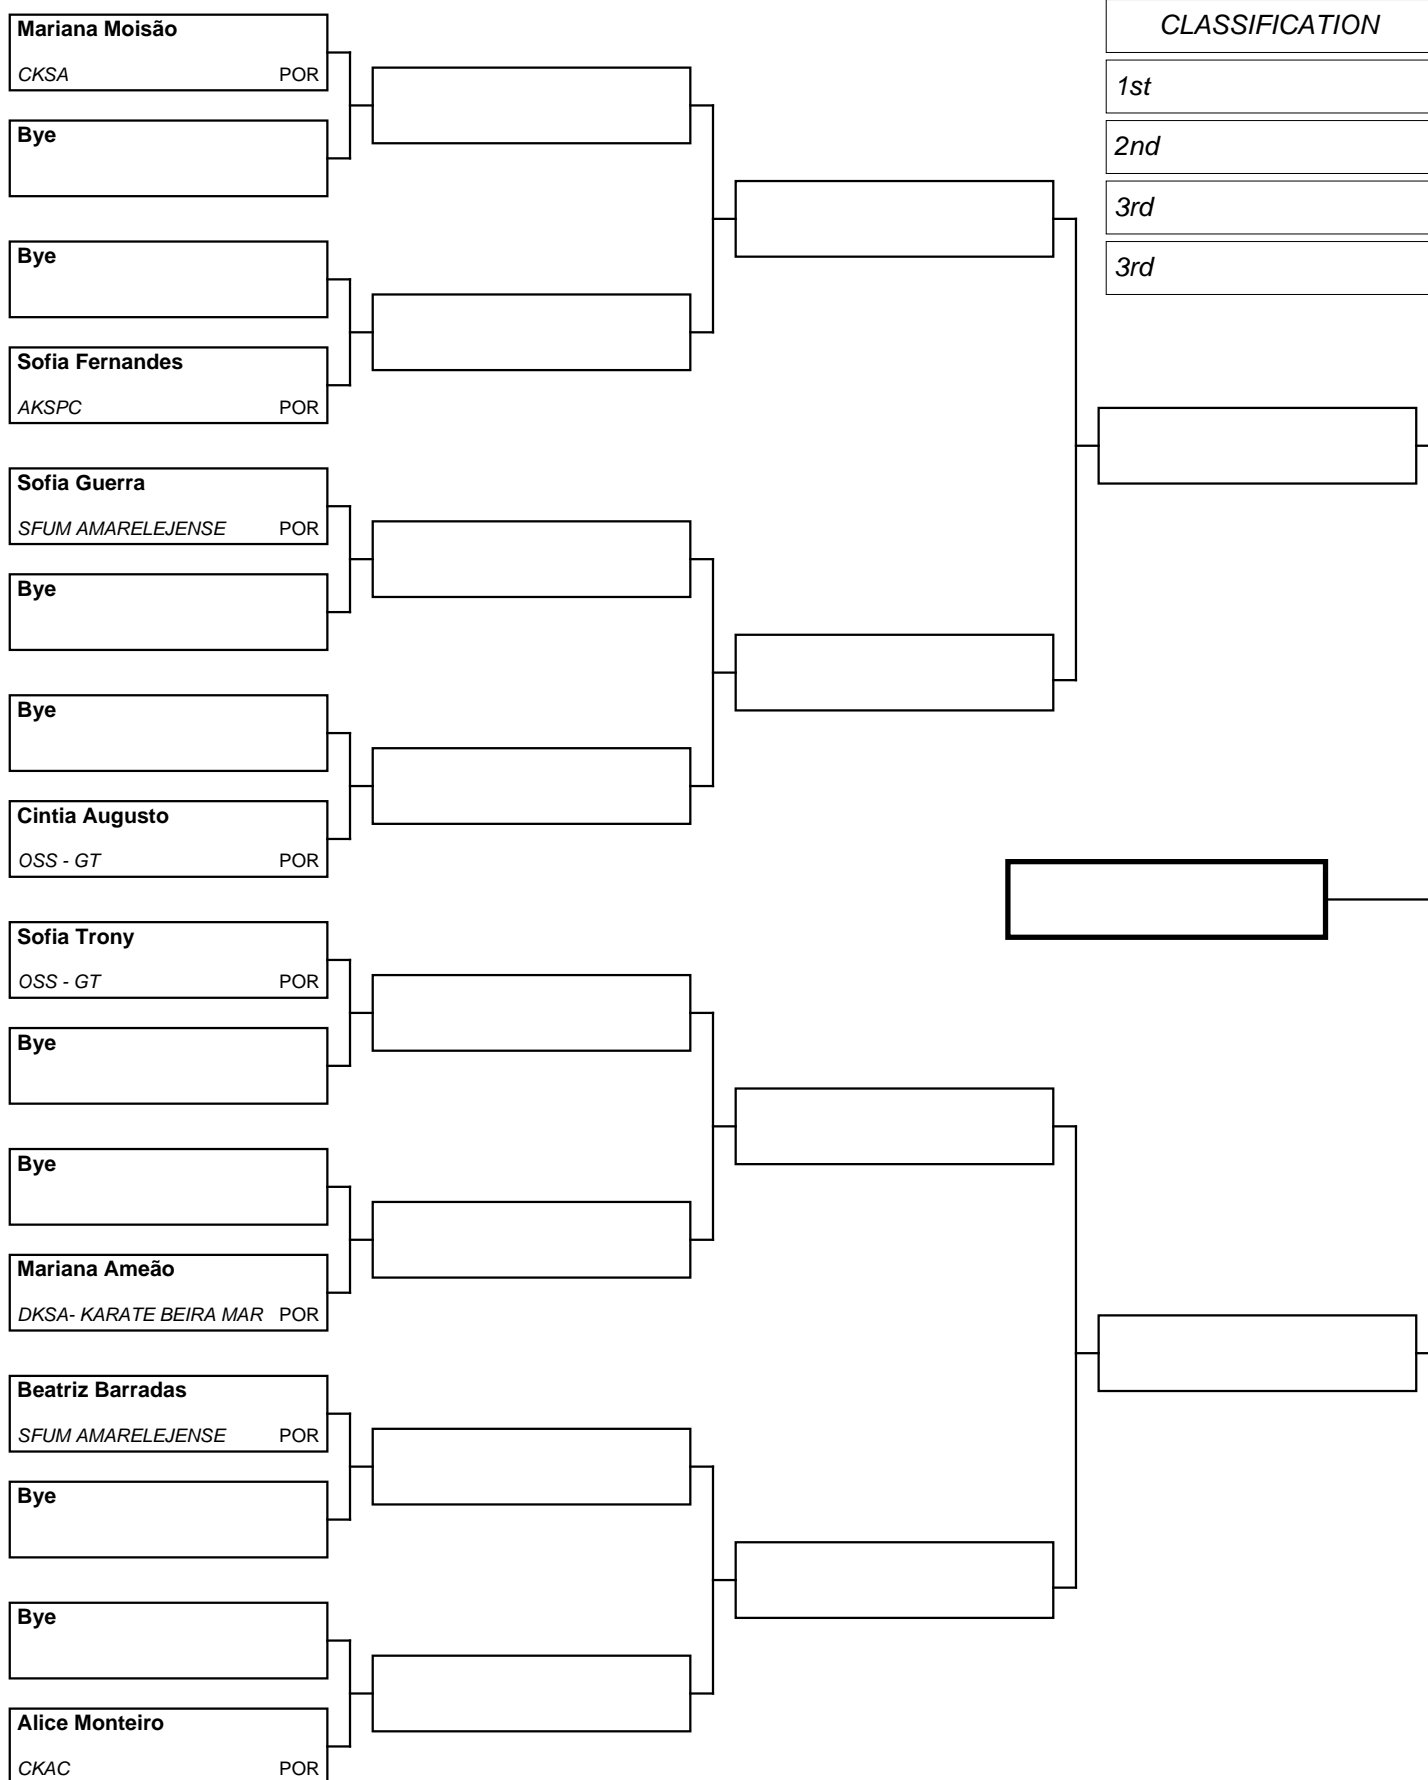 Mariana Moisão
CKSA POR
Bye
Bye
Sofia Fernandes
AKSPC POR
Sofia Guerra
SFUM AMARELEJENSE POR
Bye
Bye
Cintia Augusto
OSS - GT POR
Sofia Trony
OSS - GT POR
Bye
Bye
Mariana Ameão
DKSA- KARATE BEIRA MAR POR
Beatriz Barradas
SFUM AMARELEJENSE POR
Bye
Bye
Alice Monteiro
CKAC POR
CLASSIFICATION
1st
2nd
3rd
3rd